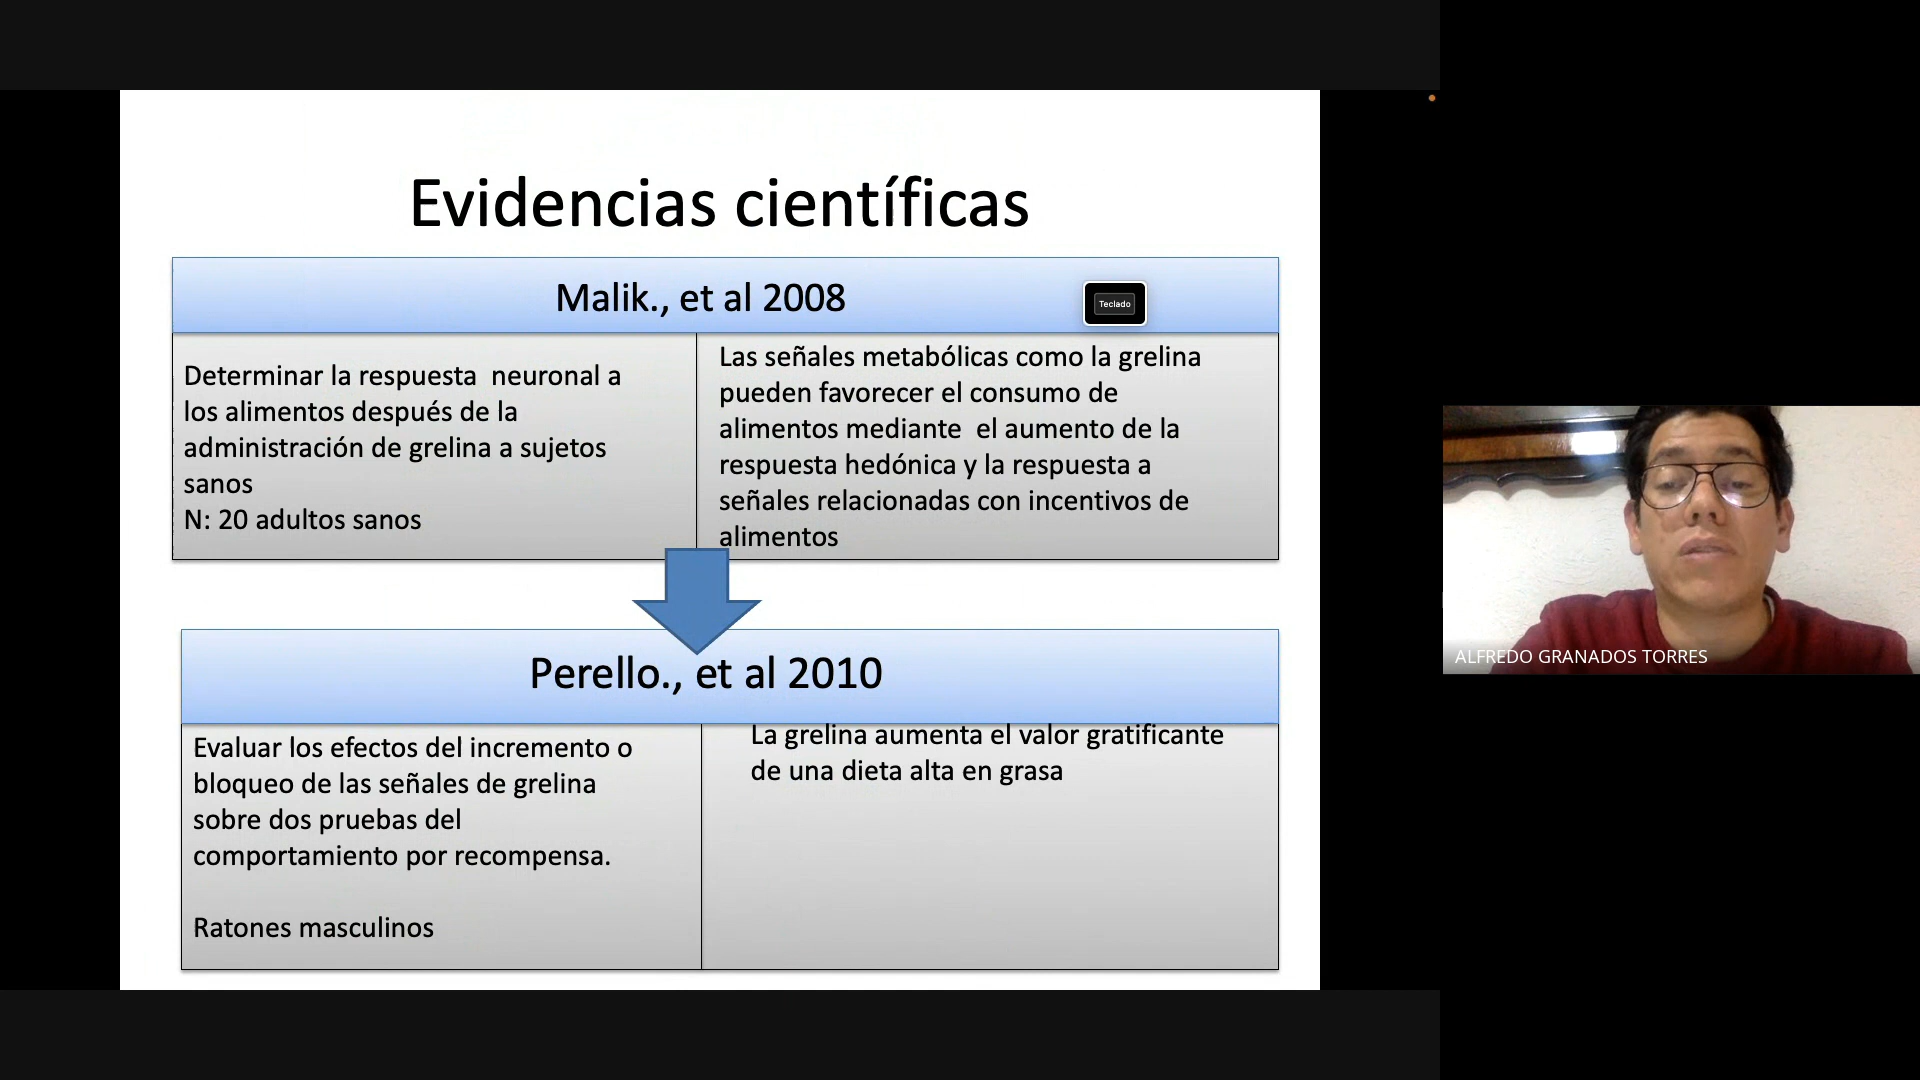 Evidencias científicas
Malik., et al 2008
Teclado
Determinar la respuesta  neuronal a
los alimentos después de la
administración de grelina a sujetos
sanos
N: 20 adultos sanos
Las señales metabólicas como la grelina
pueden favorecer el consumo de
alimentos mediante  el aumento de la
respuesta hedónica y la respuesta a
señales relacionadas con incentivos de
alimentos
Perello., et al 2010
Evaluar los efectos del incremento o
bloqueo de las señales de grelina
sobre dos pruebas del
comportamiento por recompensa.
Ratones masculinos
La grelina aumenta el valor gratificante
de una dieta alta en grasa
ALFREDO GRANADOS TORRES